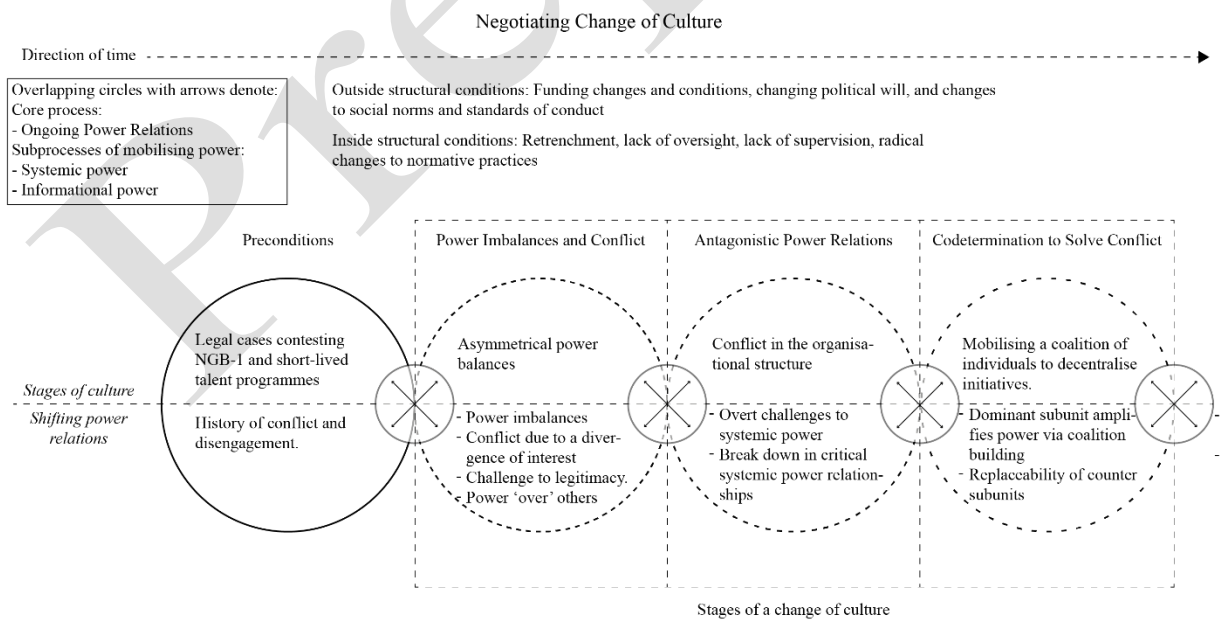 Negotiating Change of Culture
Direction of time
Overlapping circles with arrows denote:
Core process:
- Ongoing Power Relations
Subprocesses of mobilising power:
- Systemic power
- Informational power
Outside structural conditions: Funding changes and conditions, changing political will, and changes
to social norms and standards of conduct
Inside structural conditions: Retrenchment, lack of oversight, lack of supervision, radical
changes to normative practices
Preconditions
Power Imbalances and Conflict
Antagonistic Power Relations
Codetermination to Solve Conflict
Legal cases contesting
NGB-1 and short-lived
talent programmes
Asymmetrical power
balances
Conflict in the organisa-
tional structure
Mobilising a coalition of
individuals to decentralise
initiatives.
Stages of culture
Shifting power
relations
History of conflict and
disengagement.
- Power imbalances
- Conflict due to a diver-
gence of interest
- Challenge to legitimacy.
- Power ‘over’ others
- Overt challenges to
systemic power
- Break down in critical
systemic power relation-
ships
- Dominant subunit ampli-
fies power via coalition
building
- Replaceability of counter
subunits
-
-
Stages of a change of culture